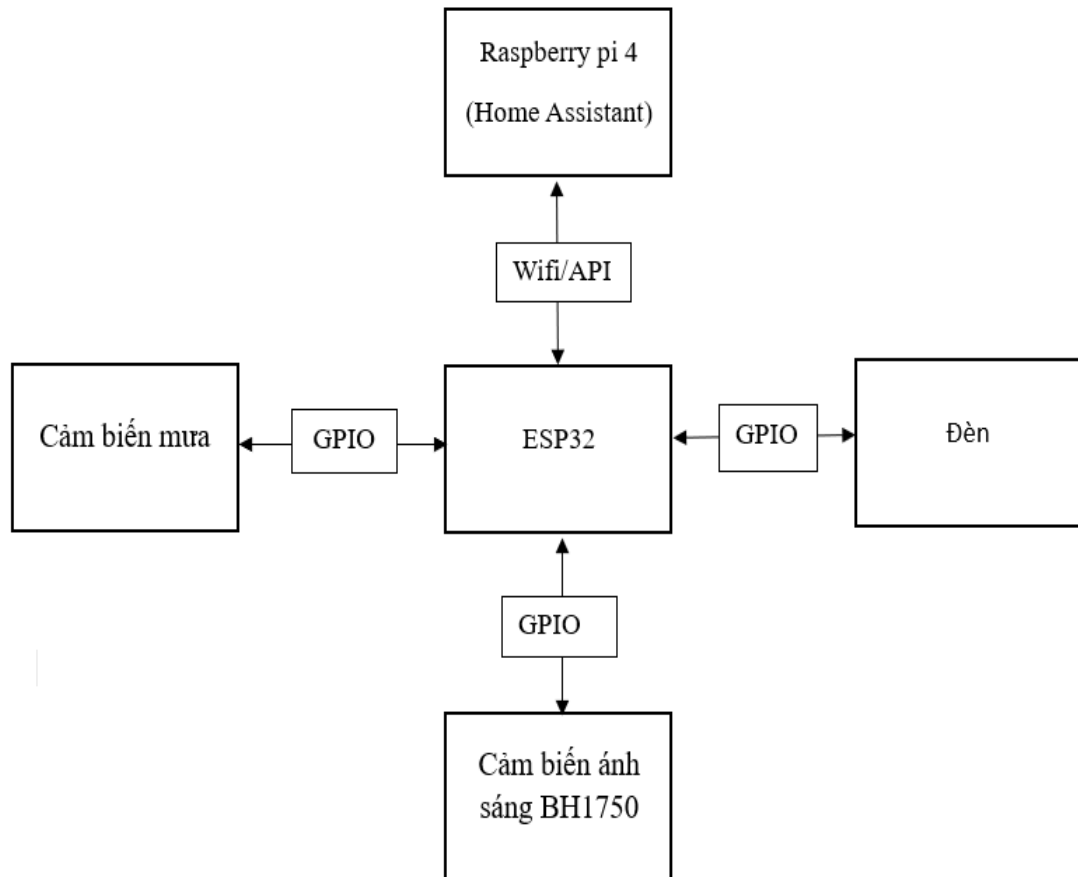 Raspberry pi 4
(Home Assistant)
Wifi/API
Cảm biến mưa
GPIO
ESP32
GPIO
Đèn
GPIO
Cảm biến ánh
sáng BH1750